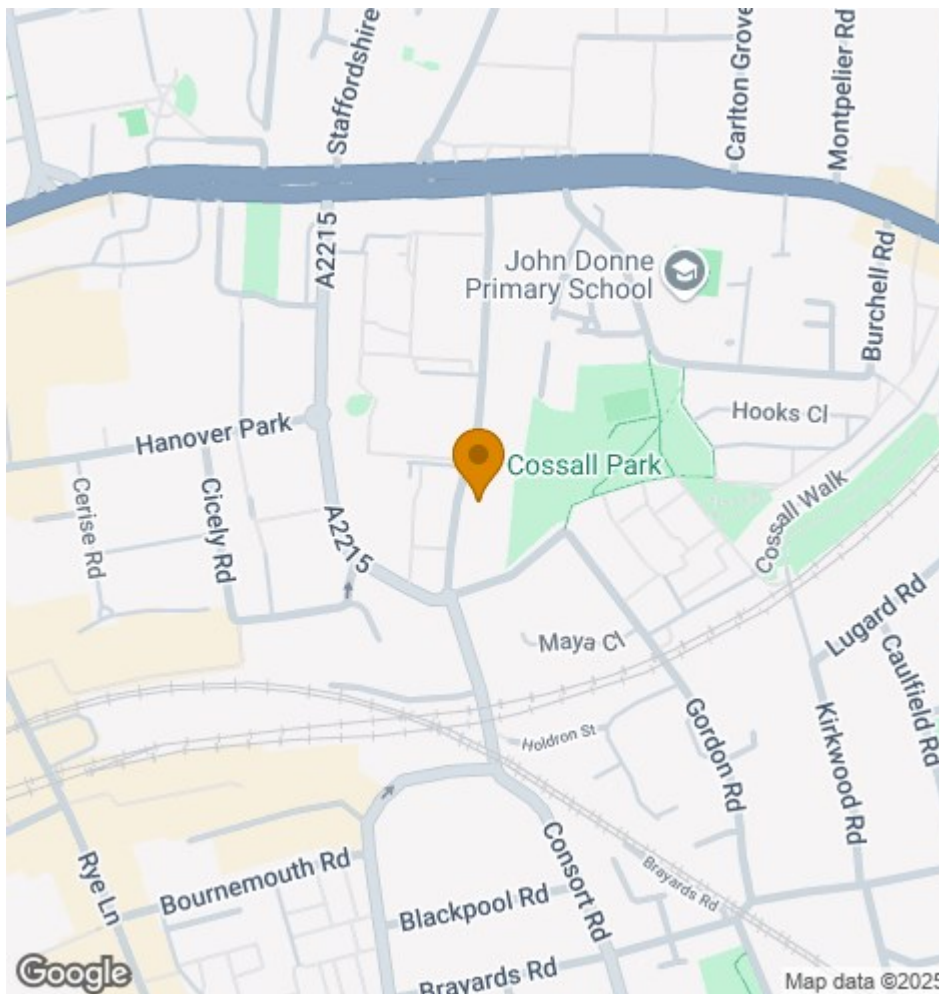 Staffordshire
Carlton Grove
Montpelier Rd
A2215
John Donne
Primary School
Burchell Rd
Hooks Cl
Hanover Park
Cossall Park
Cerise Rd
Cicely Rd
A2215
Cossall Walk
Lugard Rd
Maya Cl
Caulfield Rd
Gordon Rd
Kirkwood Rd
Holdron St
Rye Ln
Bournemouth Rd
Consort Rd
Brayards Rd
Blackpool Rd
Brayards Rd
Google
Map data ©2025